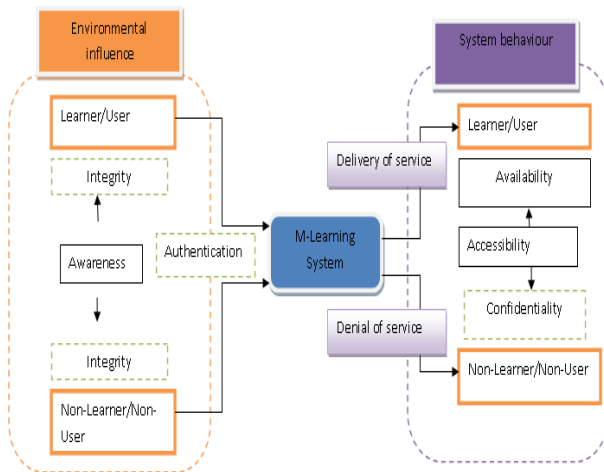 Environmental
influence
Learner/User
Integrity
Awareness
Authentication
Integrity
Non-Learner/Non-
User
M-Learning
System
Delivery of service
Denial of service
System behaviour
Learner/User
Availability
Accessibility
Confidentiality
Non-Learner/Non-User